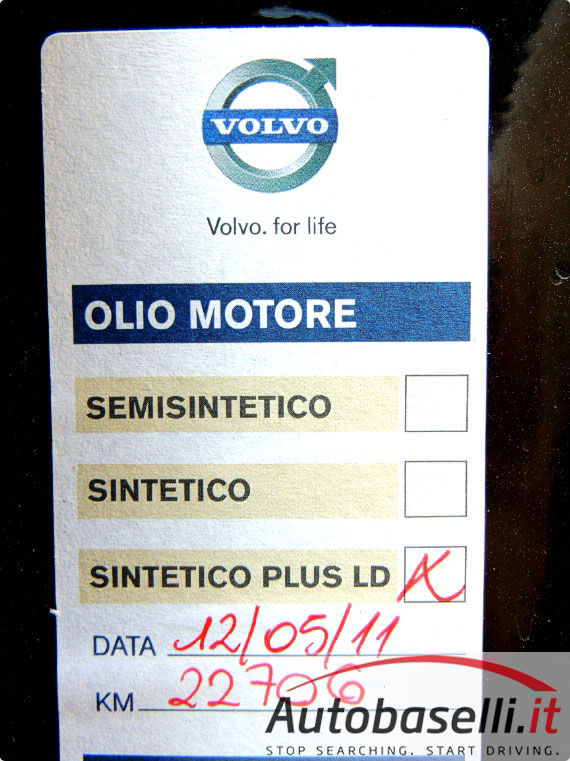 VOLVO
Volvo. for life
OLIO MOTORE
SEMISINTETICO
SINTETICO
SINTETICO PLUS LD X
DATA 12/05/11
KM 22706
Autobaselli.it
STOP SEARCHING. START DRIVING.